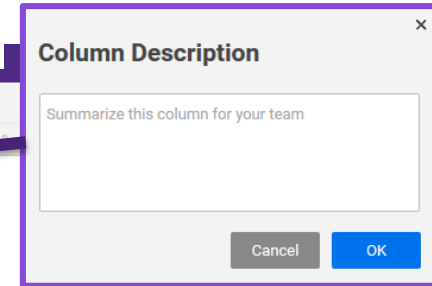 ×
Column Description
Summarize this column for your team
Cancel
OK